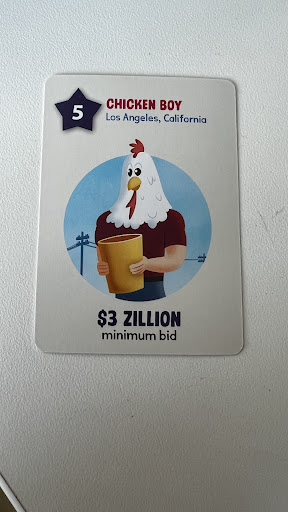 5
CHICKEN BOY
Los Angeles, California
$3 ZILLION
minimum bid